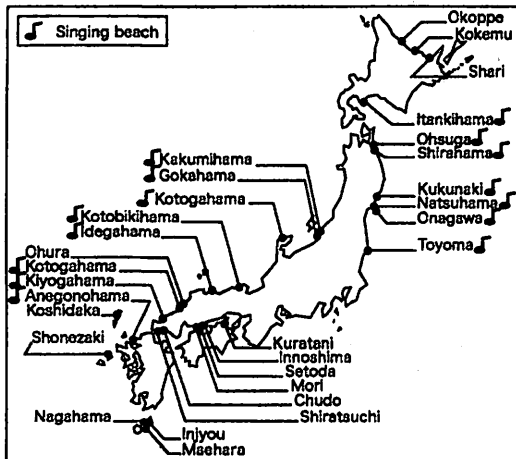 Singing beach
Okoppe
Kokemu
Shari
Itankihama
Ohsuga
Shirahama
Kakumihama
Gokahama
Kotogahama
Kukunaki
Kotobikihama
Natsuhama
Idegahama
Onagawa
Toyoma
Ohura
Kotogahama
Kiyogahama
Anegonohama
Koshidaka
Shonezaki
Kuratani
Innoshima
Setoda
Mori
Chudo
Shiratauchi
Nagahama
Injyou
Maehara